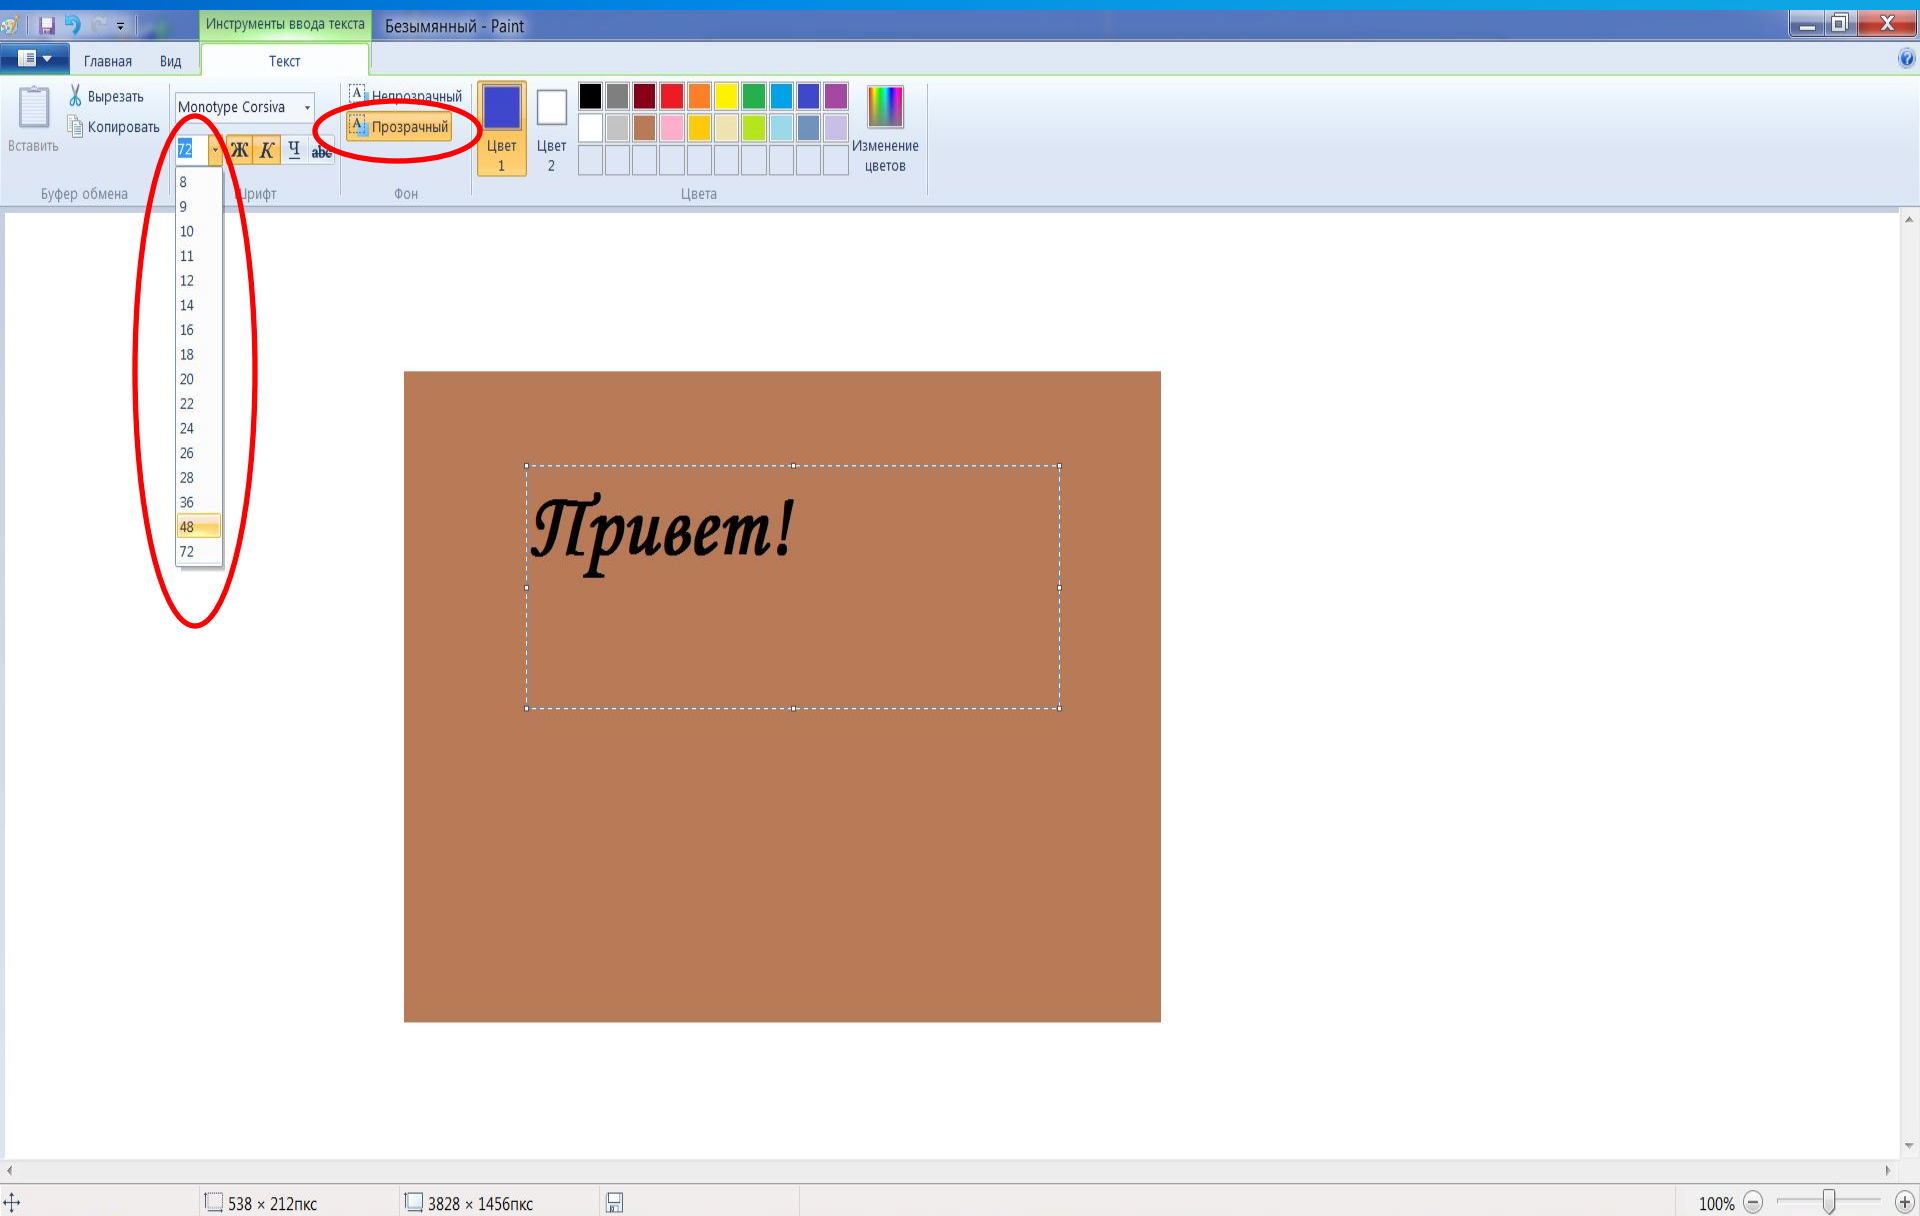 Инструменты ввода текста
Безымянный - Paint
Главная
Вид
Текст
Вставить
Вырезать
Копировать
Буфер обмена
Monotype Corsiva
72
Ж К Ч abc
Шрифт
8
9
10
11
12
14
16
18
20
22
24
26
28
36
48
72
Непрозрачный
Прозрачный
Фон
Цвет
1
Цвет
2
Изменение
цветов
Цвета
Привет!
538 × 212пкс
3828 × 1456пкс
100%